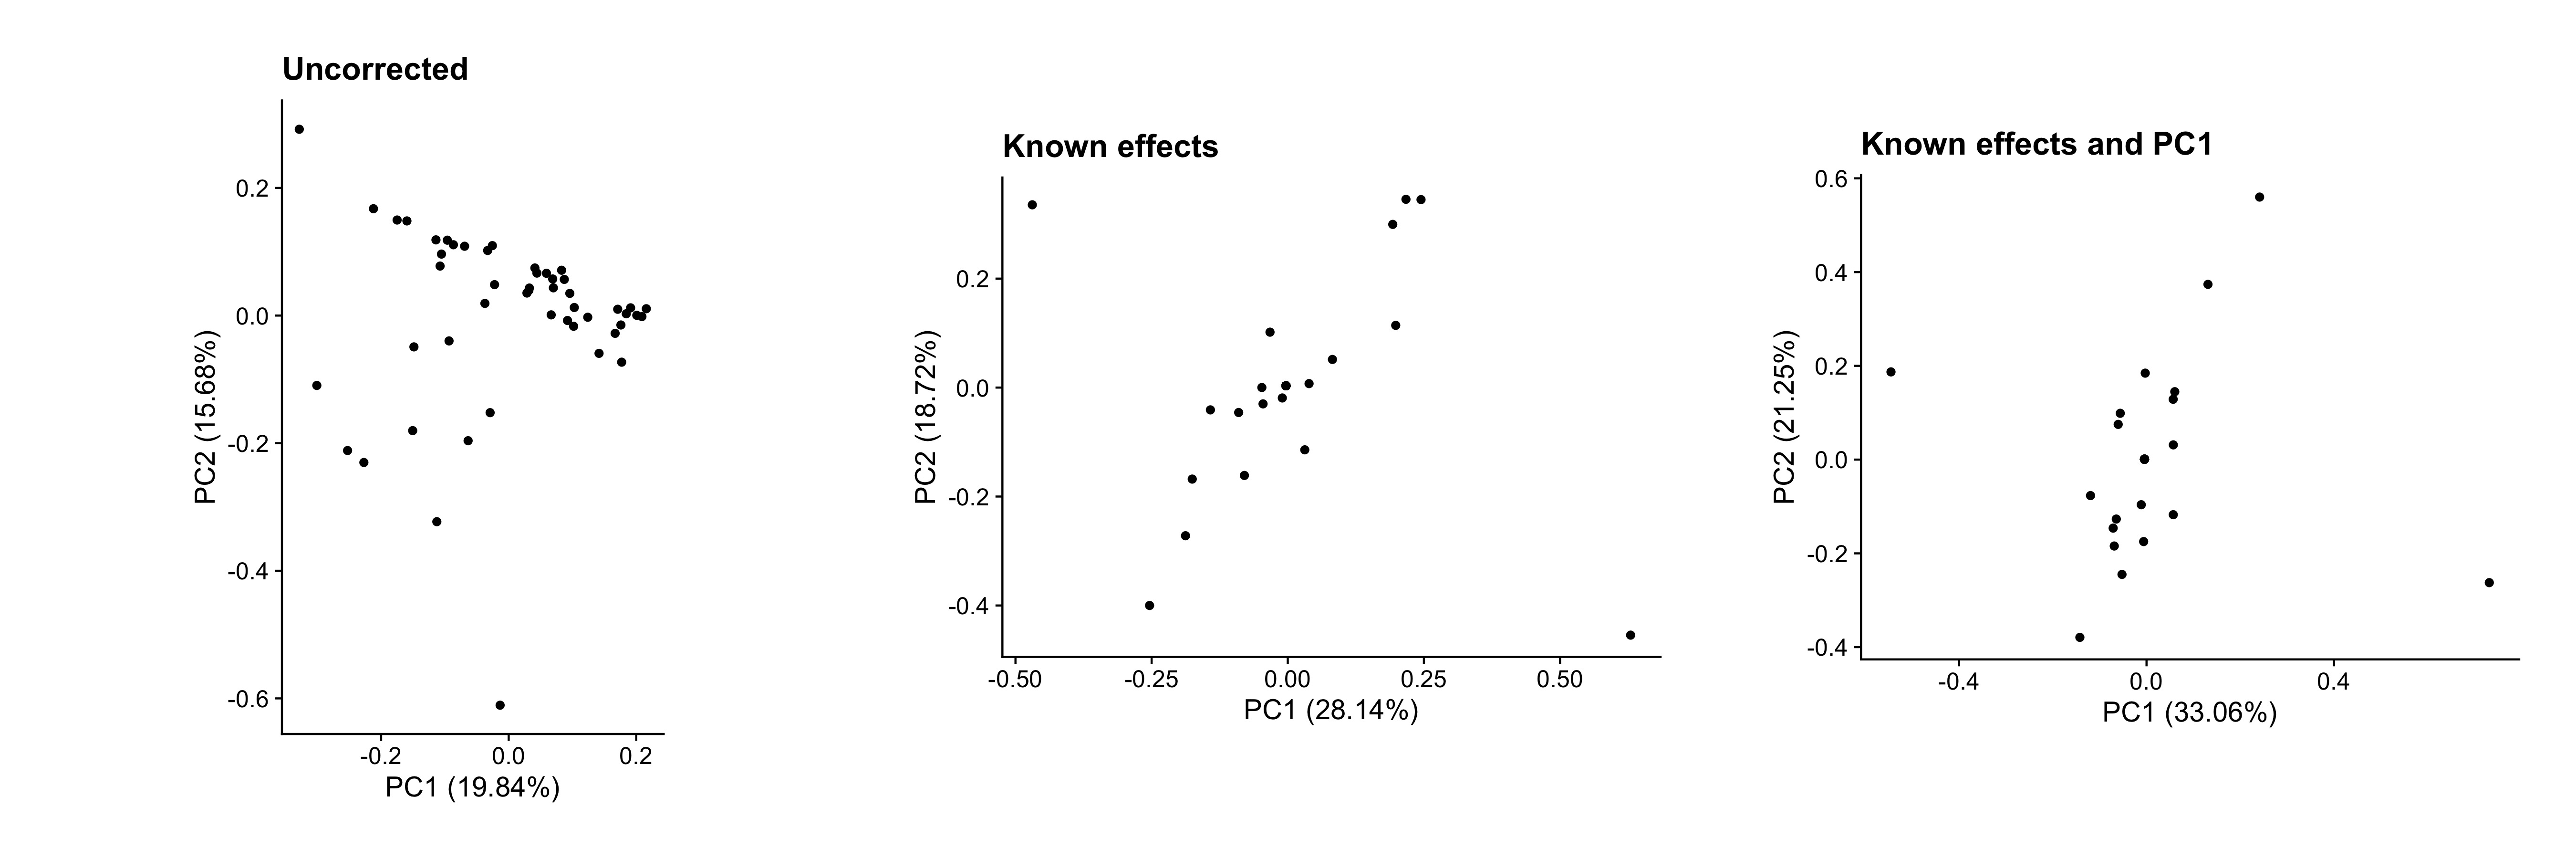 Uncorrected
0.2
0.0
-0.2
-0.4
-0.6
PC2 (15.68%)
-0.2 0.0 0.2
PC1 (19.84%)
Known effects
0.2
0.0
-0.2
-0.4
PC2 (18.72%)
-0.50 -0.25 0.00 0.25 0.50
PC1 (28.14%)
Known effects and PC1
0.6
0.4
0.2
0.0
-0.2
-0.4
PC2 (21.25%)
-0.4 0.0 0.4
PC1 (33.06%)